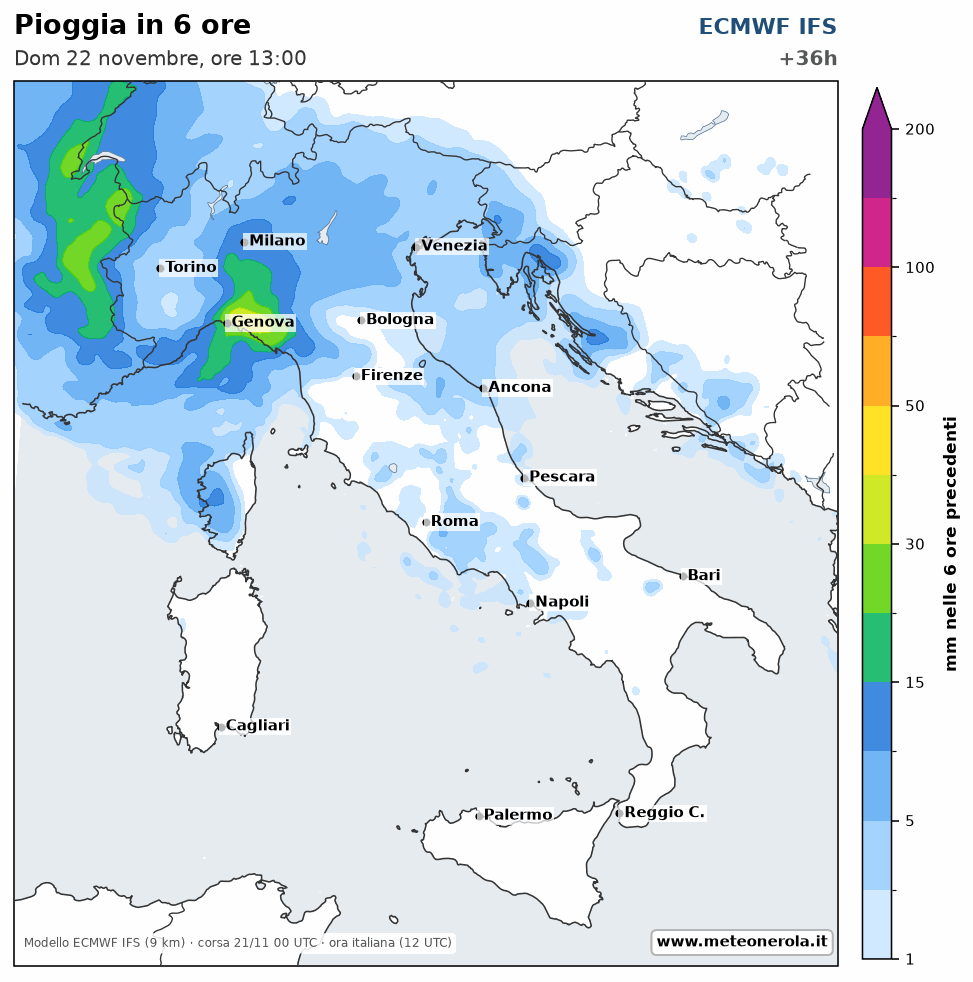 Pioggia in 6 ore
ECMWF IFS
Dom 22 novembre, ore 13:00
+36h
200
100
50
30
15
5
1
mm nelle 6 ore precedenti
Milano
Venezia
Torino
Genova
Bologna
Firenze
Ancona
Pescara
Roma
Bari
Napoli
Cagliari
Palermo
Reggio C.
Modello ECMWF IFS (9 km) · corsa 21/11 00 UTC · ora italiana (12 UTC)
www.meteonerola.it